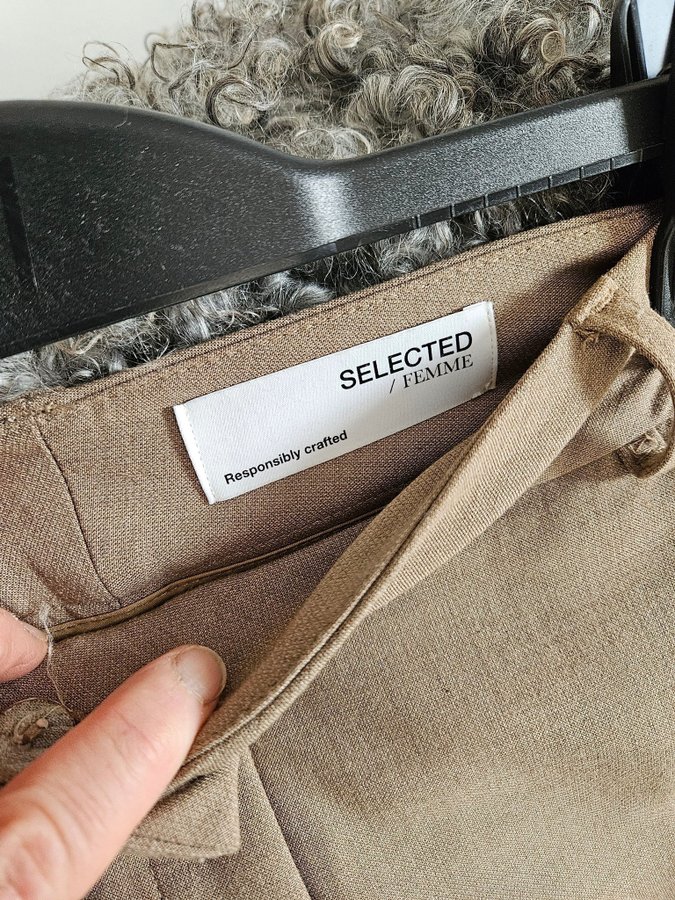 SELECTED
/ FEMME
Responsibly crafted